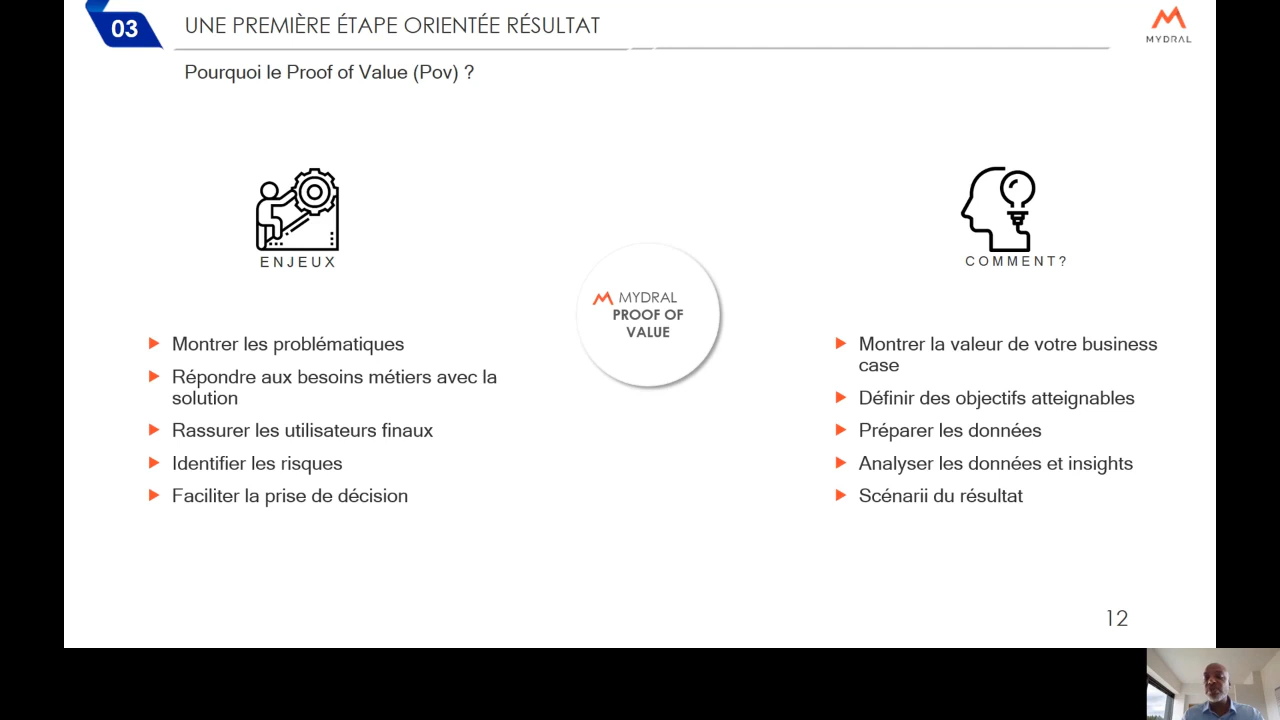 03
UNE PREMIÈRE ÉTAPE ORIENTÉE RÉSULTAT
MYDRAL
Pourquoi le Proof of Value (Pov) ?
ENJEUX
Montrer les problématiques
Répondre aux besoins métiers avec la
solution
Rassurer les utilisateurs finaux
Identifier les risques
Faciliter la prise de décision
MYDRAL
PROOF OF
VALUE
COMMENT?
Montrer la valeur de votre business
case
Définir des objectifs atteignables
Préparer les données
Analyser les données et insights
Scénarii du résultat
12